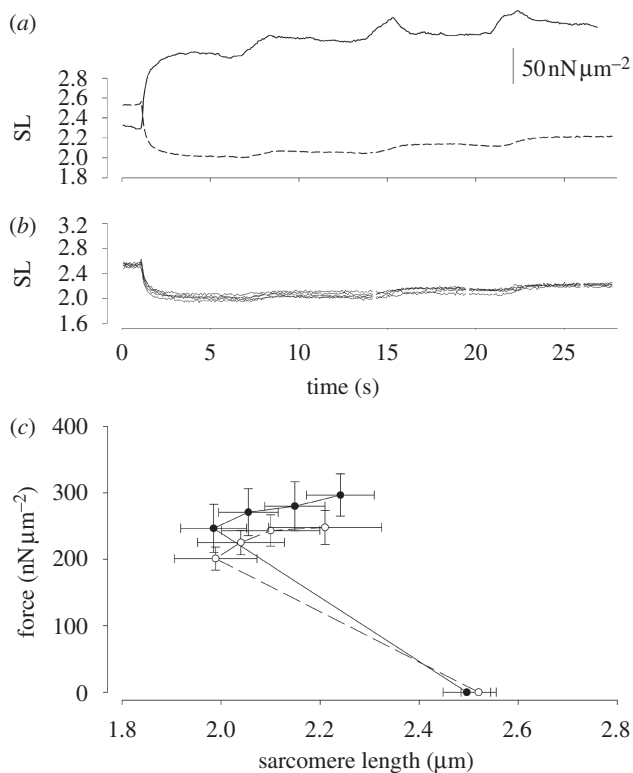 (a)
50 nN μm−2
2.8
2.6
2.4
2.2
2.0
1.8
SL
(b)
3.2
2.8
2.4
2.0
1.6
SL
0 5 10 15 20 25
time (s)
(c)
400
300
200
100
0
force (nN μm−2)
1.8 2.0 2.2 2.4 2.6 2.8
sarcomere length (μm)